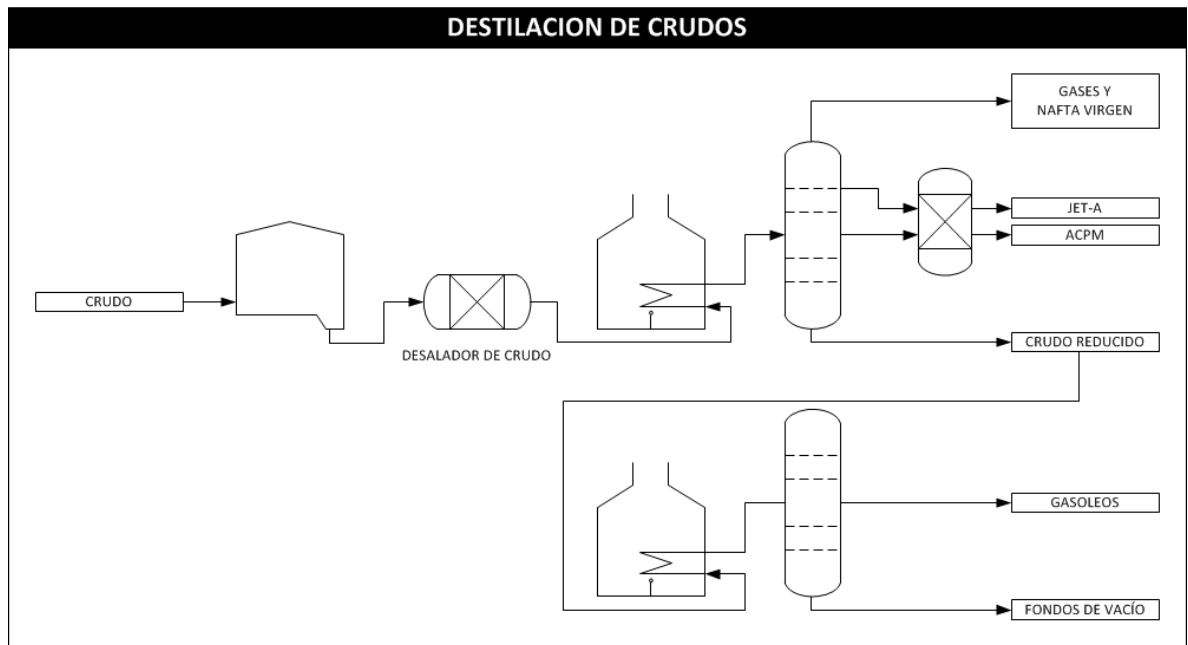 DESTILACION DE CRUDOS
GASES Y
NAFTA VIRGEN
JET-A
ACPM
CRUDO
DESALADOR DE CRUDO
CRUDO REDUCIDO
GASOLEOS
FONDOS DE VACÍO